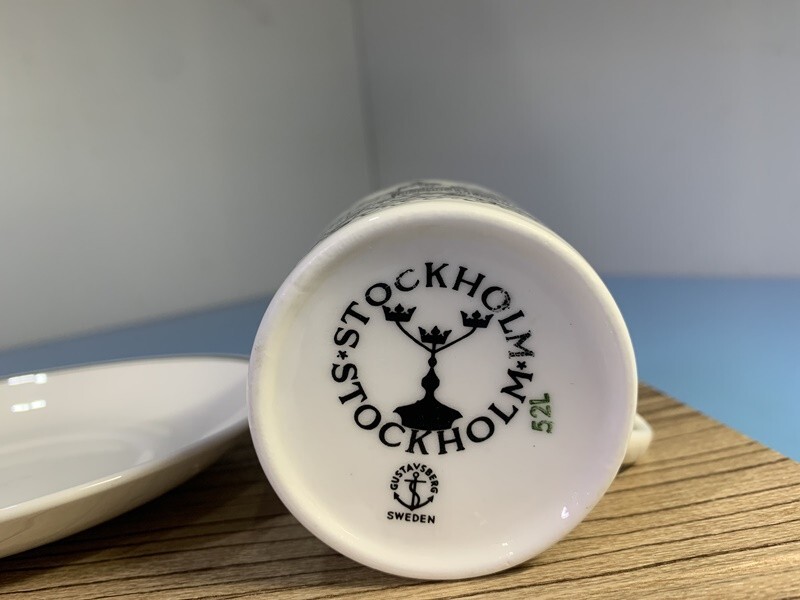 STOCKHOLM * STOCKHOLM *
52L
GUSTAVSBERG
SWEDEN